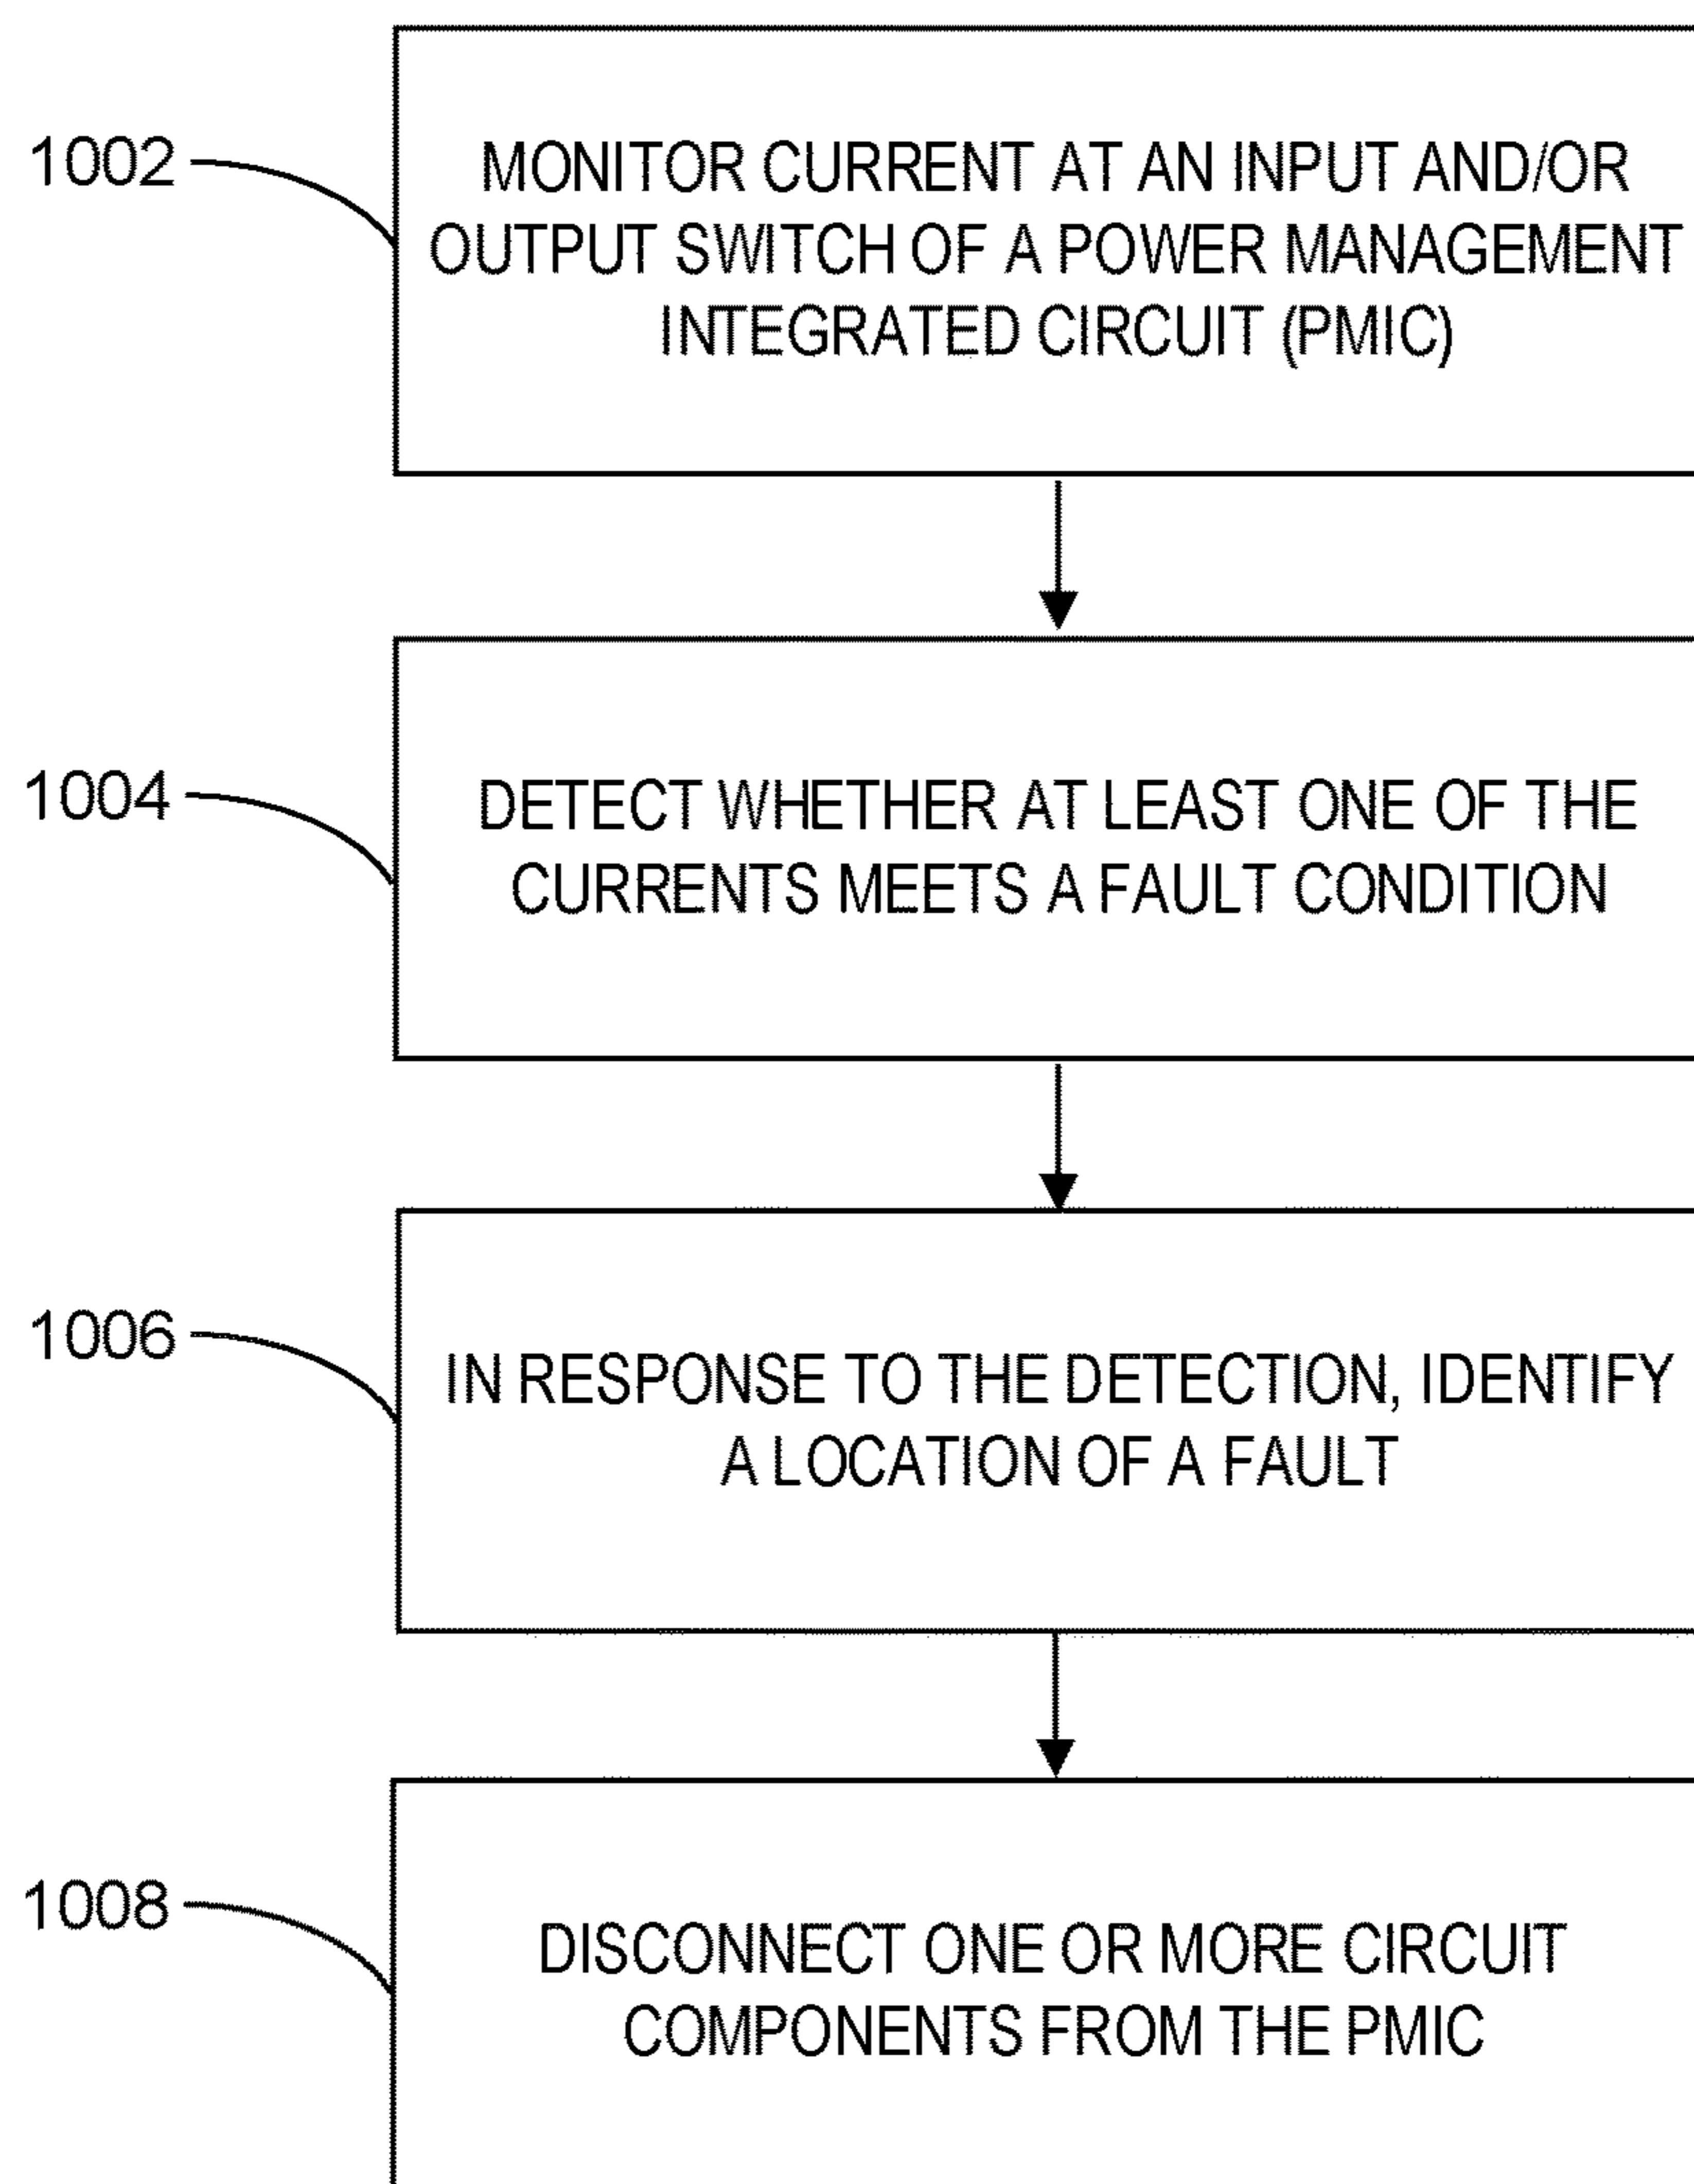 1002
MONITOR CURRENT AT AN INPUT AND/OR
OUTPUT SWITCH OF A POWER MANAGEMENT
INTEGRATED CIRCUIT (PMIC)
1004
DETECT WHETHER AT LEAST ONE OF THE
CURRENTS MEETS A FAULT CONDITION
1006
IN RESPONSE TO THE DETECTION, IDENTIFY
A LOCATION OF A FAULT
1008
DISCONNECT ONE OR MORE CIRCUIT
COMPONENTS FROM THE PMIC